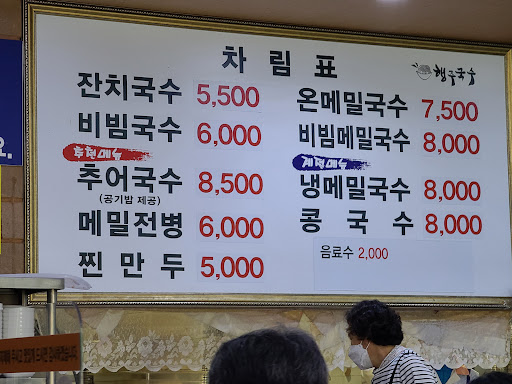 차림표
행국수
잔치국수 5,500
비빔국수 6,000
추천메뉴
추어국수 8,500
(공기밥 제공)
메밀전병 6,000
찐만두 5,000
온메밀국수 7,500
비빔메밀국수 8,000
계절메뉴
냉메밀국수 8,000
콩국수 8,000
음료수 2,000
요.